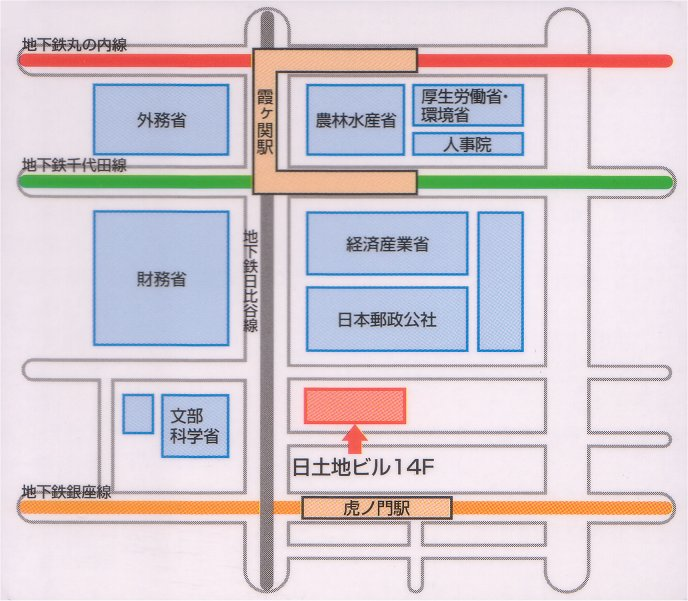 地下鉄丸の内線
霞ヶ関駅
外務省
農林水産省
厚生労働省・
環境省
人事院
地下鉄千代田線
地下鉄日比谷線
財務省
経済産業省
日本郵政公社
文部
科学省
日土地ビル14F
地下鉄銀座線
虎ノ門駅